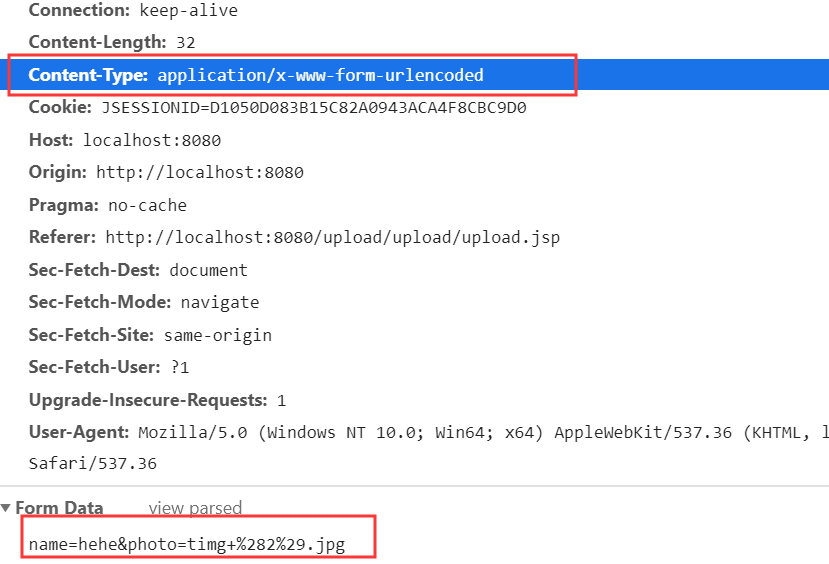 Connection: keep-alive
Content-Length: 32
Content-Type: application/x-www-form-urlencoded
Cookie: JSESSIONID=D1050D083B15C82A0943ACA4F8CBC9D0
Host: localhost:8080
Origin: http://localhost:8080
Pragma: no-cache
Referer: http://localhost:8080/upload/upload/upload.jsp
Sec-Fetch-Dest: document
Sec-Fetch-Mode: navigate
Sec-Fetch-Site: same-origin
Sec-Fetch-User: ?1
Upgrade-Insecure-Requests: 1
User-Agent: Mozilla/5.0 (Windows NT 10.0; Win64; x64) AppleWebKit/537.36 (KHTML, l
Safari/537.36
Form Data view parsed
name=hehe&photo=timg+%282%29.jpg